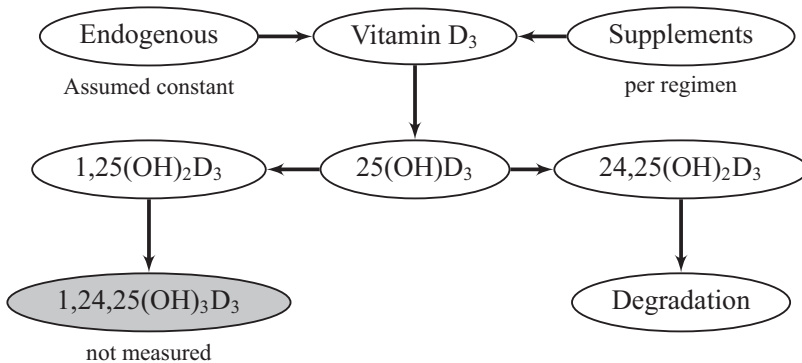 Endogenous
Vitamin D₃
Supplements
Assumed constant
per regimen
1,25(OH)₂D₃
25(OH)D₃
24,25(OH)₂D₃
1,24,25(OH)₃D₃
Degradation
not measured